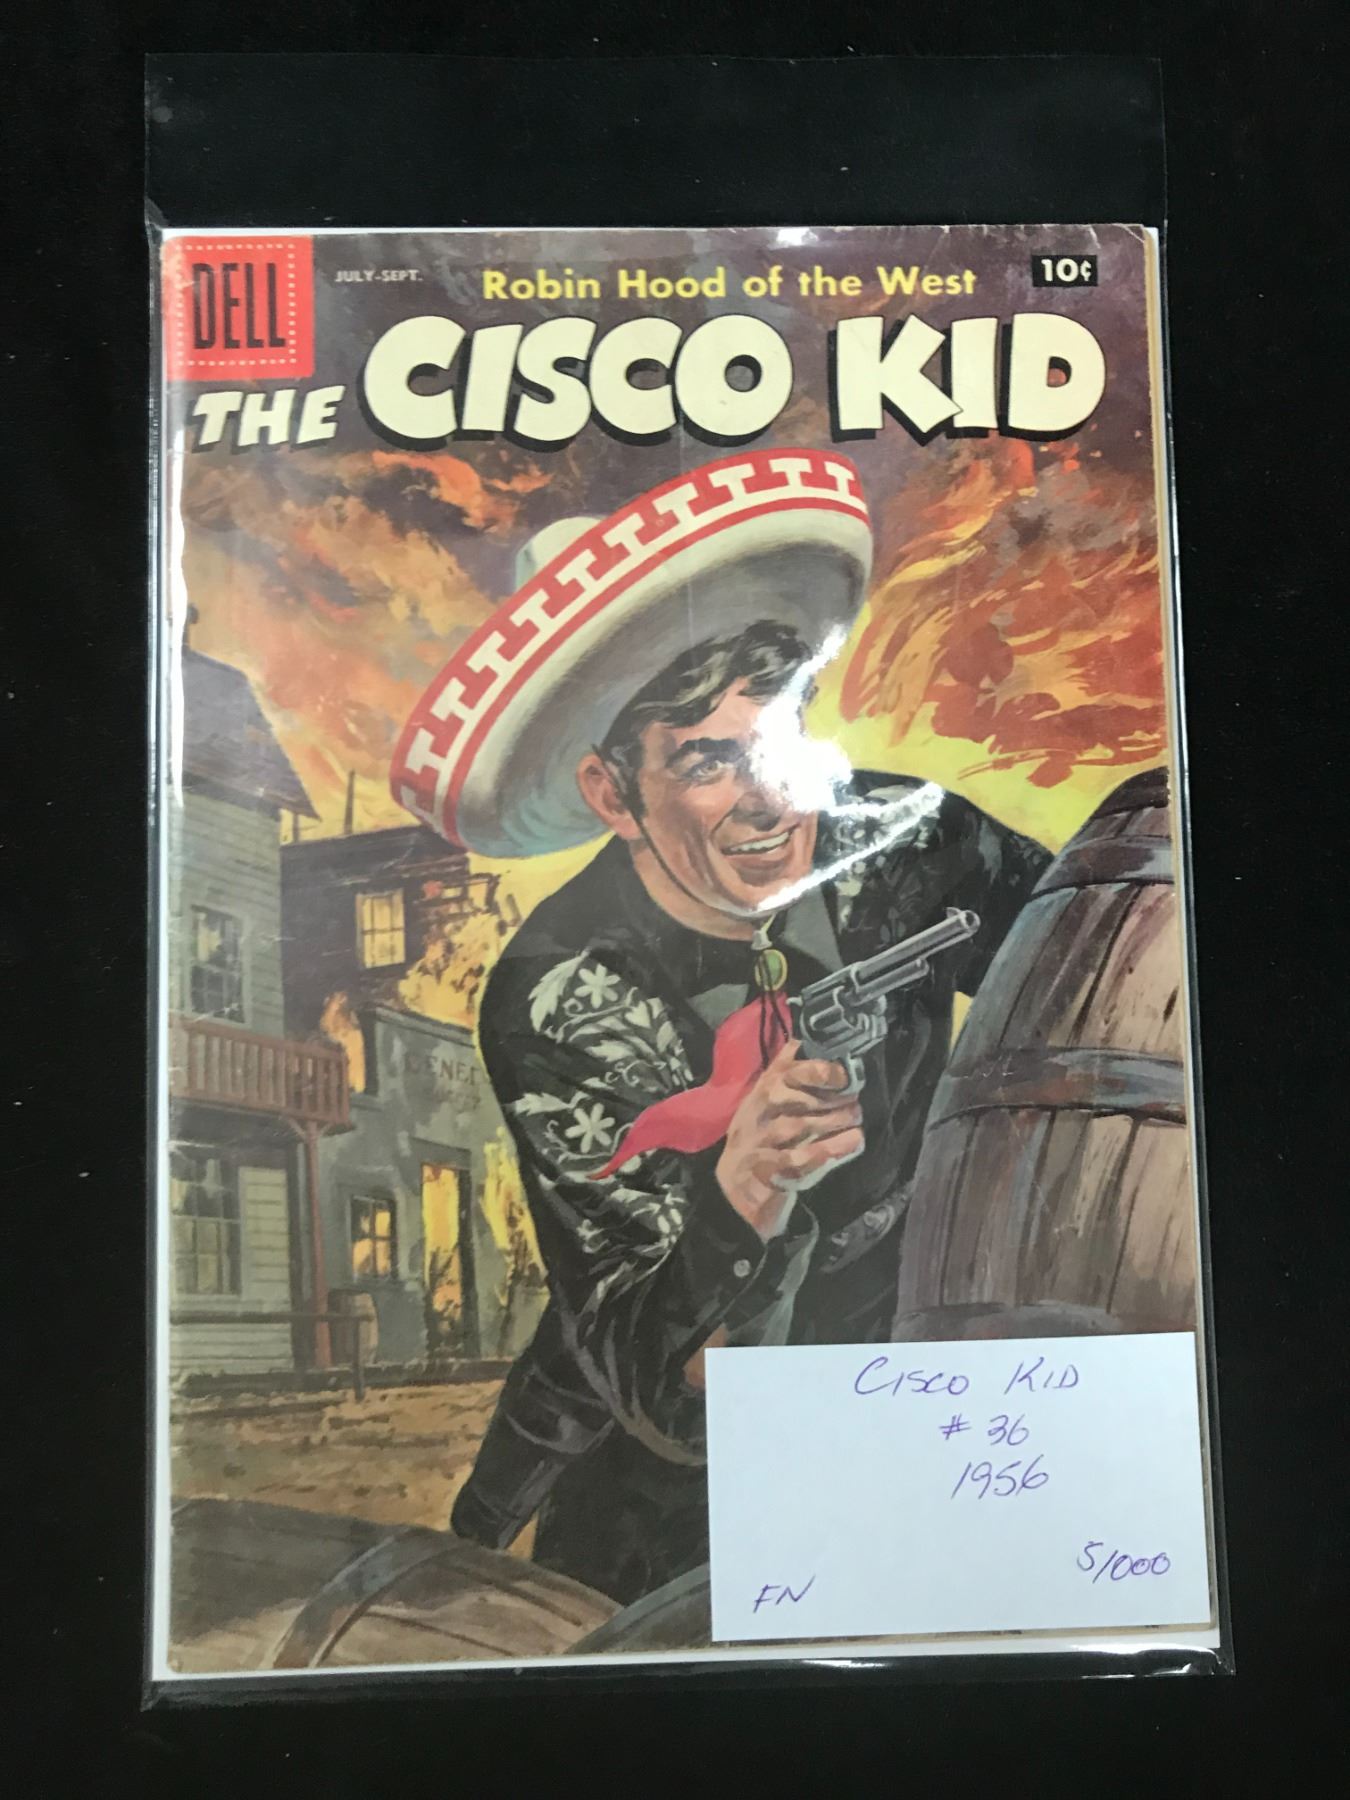 DELL
JULY-SEPT.
Robin Hood of the West
10¢
THE CISCO KID
GENE
CISCO KID
# 36
1956
5/000
FN